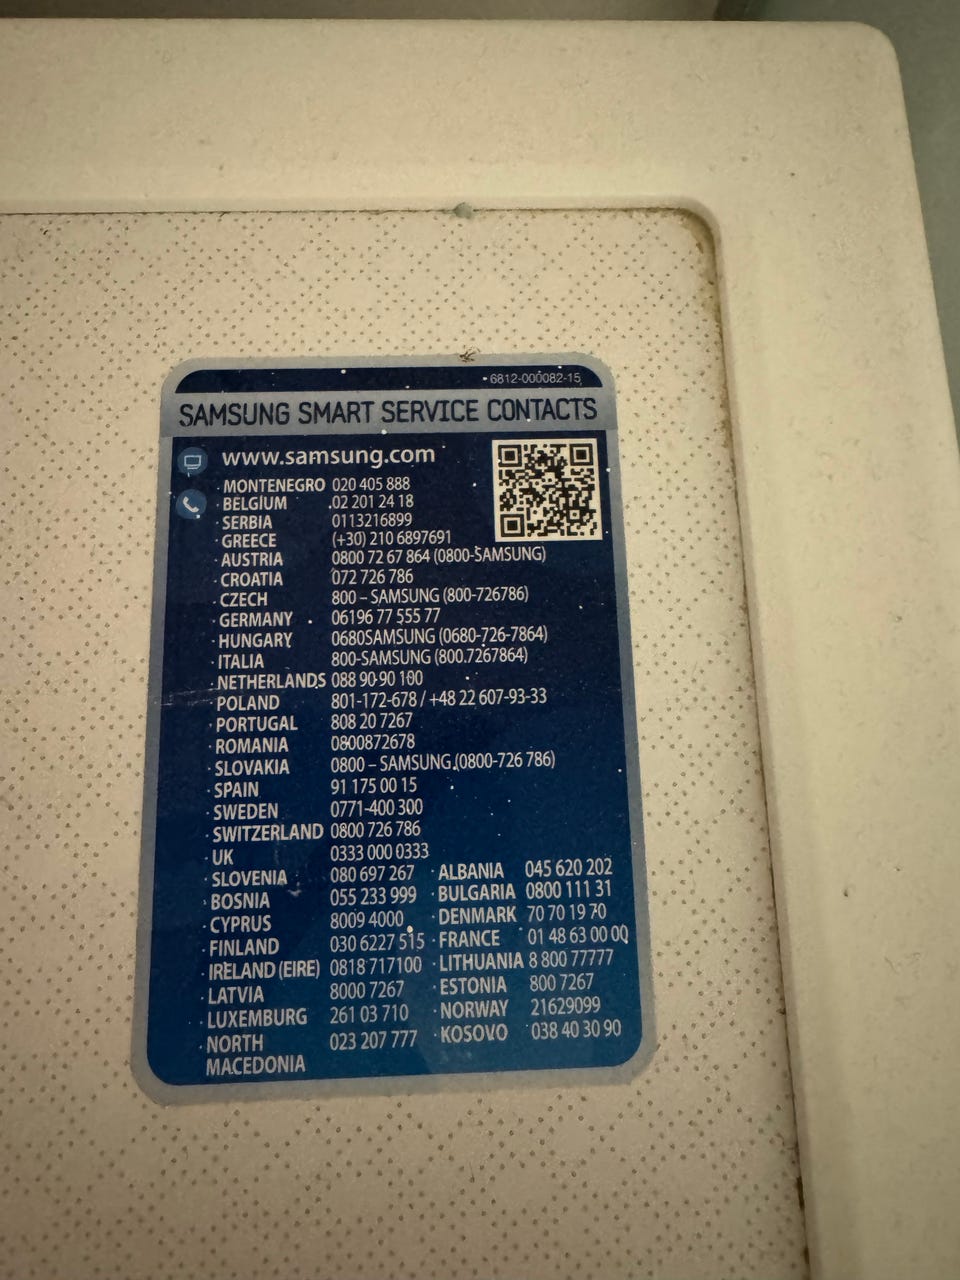 6812-000082-15
SAMSUNG SMART SERVICE CONTACTS
www.samsung.com
· MONTENEGRO 020 405 888
· BELGIUM 02 201 24 18
· SERBIA 0113216899
· GREECE (+30) 210 6897691
· AUSTRIA 0800 72 67 864 (0800-SAMSUNG)
· CROATIA 072 726 786
· CZECH 800 – SAMSUNG (800-726786)
· GERMANY 06196 77 555 77
· HUNGARY 0680SAMSUNG (0680-726-7864)
· ITALIA 800-SAMSUNG (800.7267864)
· NETHERLANDS 088 90 90 100
· POLAND 801-172-678 / +48 22 607-93-33
· PORTUGAL 808 20 7267
· ROMANIA 0800872678
· SLOVAKIA 0800 – SAMSUNG (0800-726 786)
· SPAIN 91 175 00 15
· SWEDEN 0771-400 300
· SWITZERLAND 0800 726 786
· UK 0333 000 0333
· SLOVENIA 080 697 267 · ALBANIA 045 620 202
· BOSNIA 055 233 999 · BULGARIA 0800 111 31
· CYPRUS 8009 4000 · DENMARK 70 70 19 70
· FINLAND 030 6227 515 · FRANCE 01 48 63 00 00
· IRELAND (EIRE) 0818 717100 · LITHUANIA 8 800 77777
· LATVIA 8000 7267 · ESTONIA 800 7267
· LUXEMBURG 261 03 710 · NORWAY 21629099
· NORTH 023 207 777 · KOSOVO 038 40 30 90
MACEDONIA